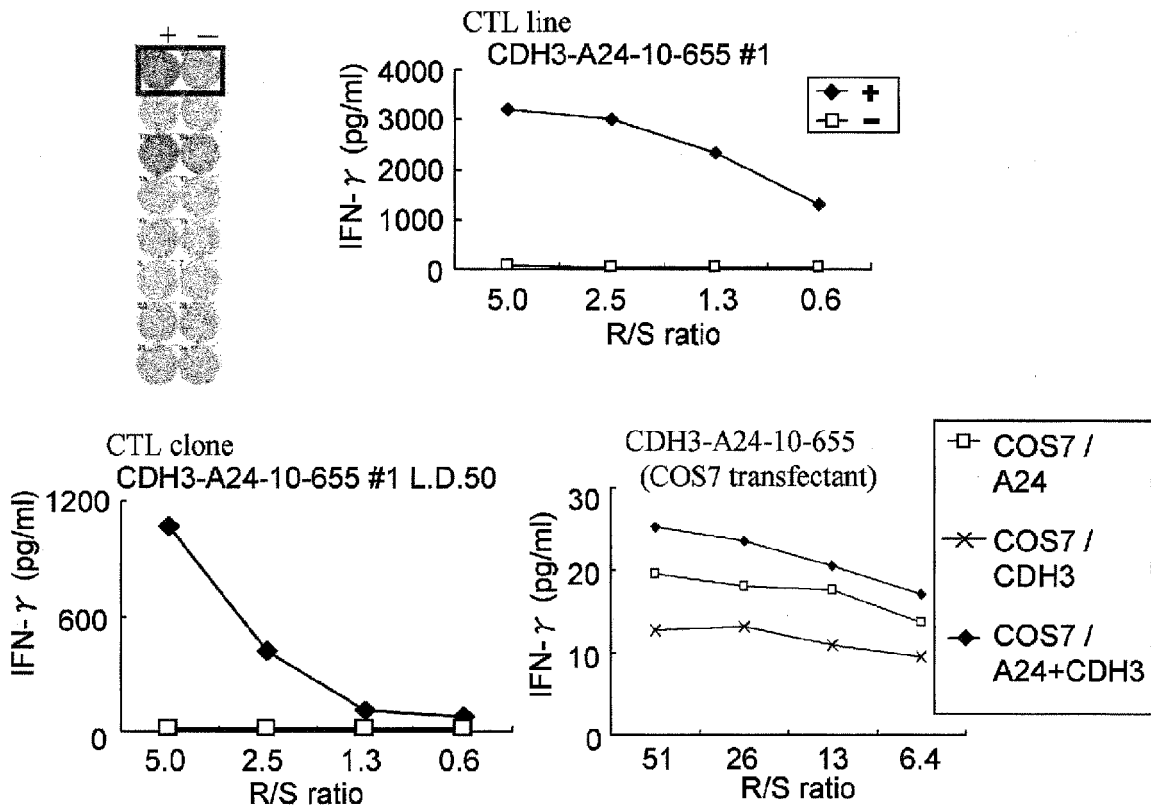 + −
CTL line
CDH3-A24-10-655 #1
4000
3000
2000
1000
0
IFN-γ (pg/ml)
5.0 2.5 1.3 0.6
R/S ratio
+
−
CTL clone
CDH3-A24-10-655 #1 L.D.50
1200
600
0
IFN-γ (pg/ml)
5.0 2.5 1.3 0.6
R/S ratio
CDH3-A24-10-655
(COS7 transfectant)
30
20
10
0
IFN-γ (pg/ml)
51 26 13 6.4
R/S ratio
COS7 /
A24
COS7 /
CDH3
COS7 /
A24+CDH3